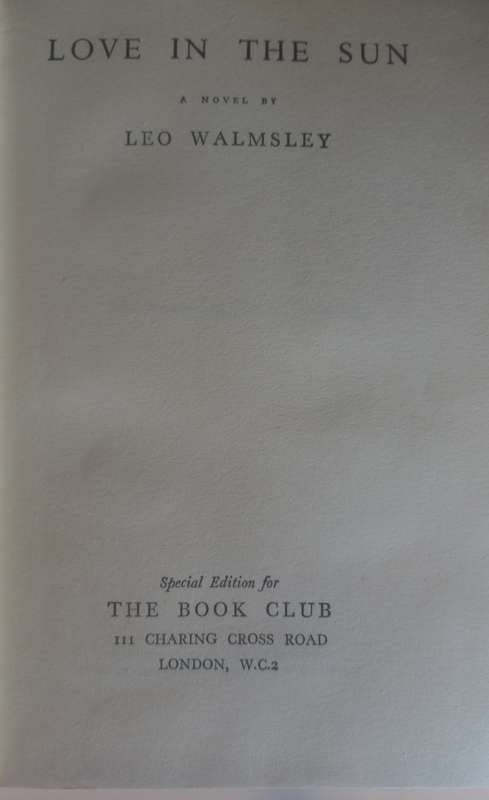 LOVE IN THE SUN
A NOVEL BY
LEO WALMSLEY
Special Edition for
THE BOOK CLUB
111 CHARING CROSS ROAD
LONDON, W.C.2